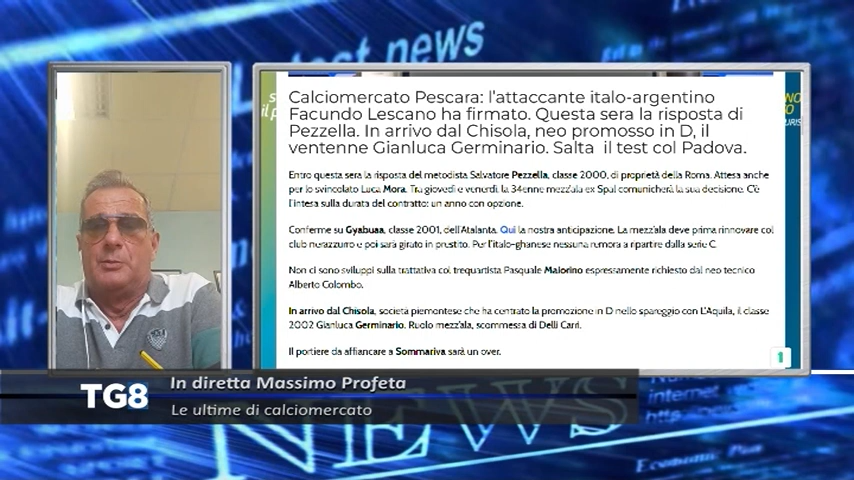 Latest news
Calciomercato Pescara: l'attaccante italo-argentino
Facundo Lescano ha firmato. Questa sera la risposta di
Pezzella. In arrivo dal Chisola, neo promosso in D, il
ventenne Gianluca Germinario. Salta il test col Padova.
Entro questa sera la risposta del metodista Salvatore Pezzella, classe 2000, di proprietà della Roma. Attesa anche
per lo svincolato Luca Mora. Tra giovedì e venerdì, la 34enne mezz'ala ex Spal comunicherà la sua decisione. C'è
l'intesa sulla durata del contratto: un anno con opzione.
Conferme su Gyabuaa, classe 2001, dell'Atalanta. Qui la nostra anticipazione. La mezz'ala deve prima rinnovare col
club nerazzurro e poi sarà girato in prestito. Per l'italo-ghanese nessuna remora a ripartire dalla serie C.
Non ci sono sviluppi sulla trattativa col trequartista Pasquale Maiorino espressamente richiesto dal neo tecnico
Alberto Colombo.
In arrivo dal Chisola, società piemontese che ha centrato la promozione in D nello spareggio con L'Aquila, il classe
2002 Gianluca Germinario. Ruolo mezz'ala, scommessa di Delli Carri.
Il portiere da affiancare a Sommariva sarà un over.
1
TG8
In diretta Massimo Profeta
Le ultime di calciomercato
NEWS
internet
https
Economic